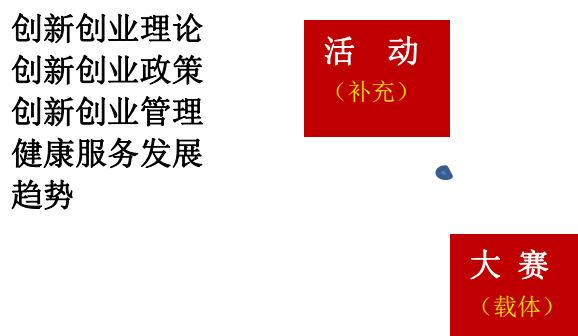 创新创业理论
创新创业政策
创新创业管理
健康服务发展
趋势
活 动
（补充）
大 赛
（载体）